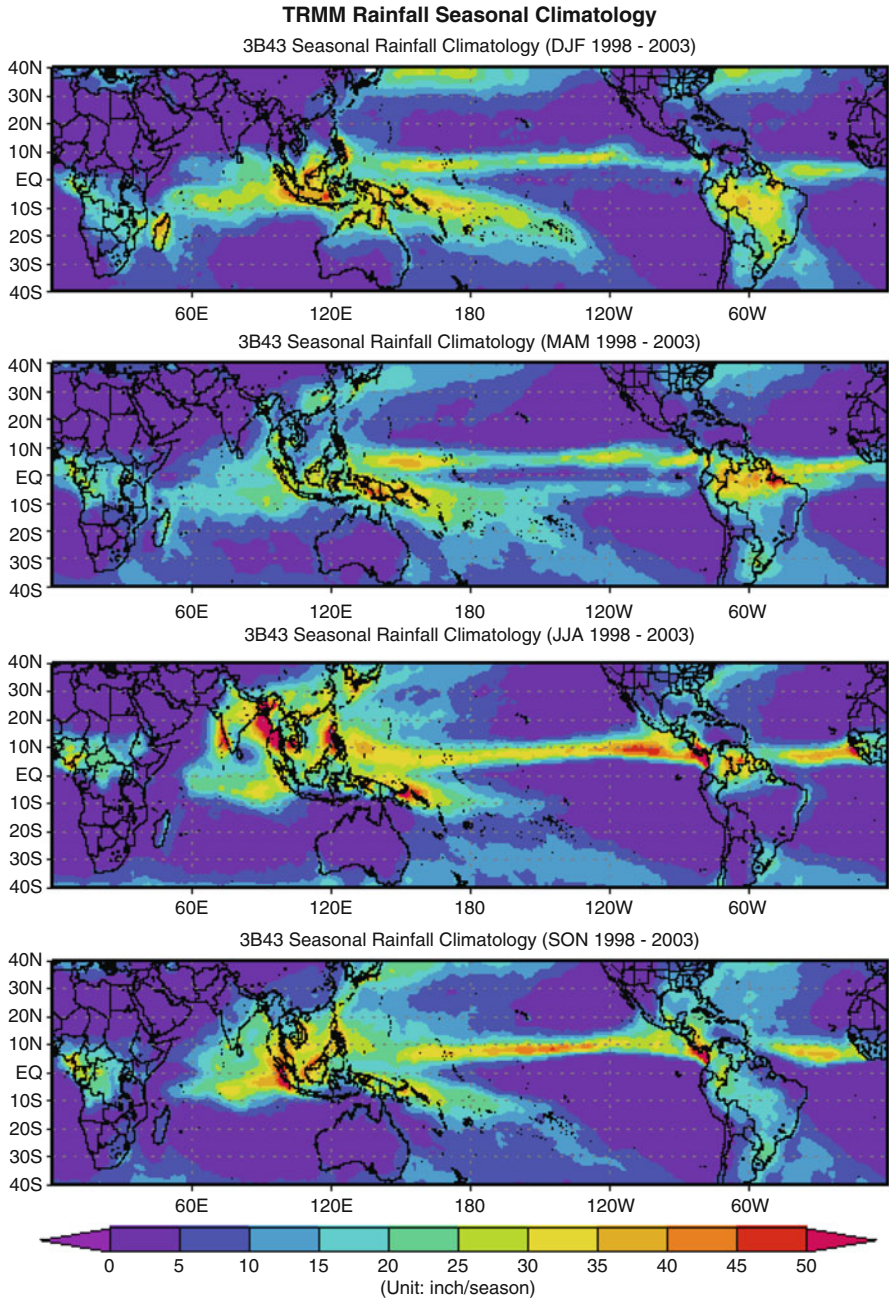 TRMM Rainfall Seasonal Climatology
3B43 Seasonal Rainfall Climatology (DJF 1998 - 2003)
40N
30N
20N
10N
EQ
10S
20S
30S
40S
60E 120E 180 120W 60W
3B43 Seasonal Rainfall Climatology (MAM 1998 - 2003)
40N
30N
20N
10N
EQ
10S
20S
30S
40S
60E 120E 180 120W 60W
3B43 Seasonal Rainfall Climatology (JJA 1998 - 2003)
40N
30N
20N
10N
EQ
10S
20S
30S
40S
60E 120E 180 120W 60W
3B43 Seasonal Rainfall Climatology (SON 1998 - 2003)
40N
30N
20N
10N
EQ
10S
20S
30S
40S
60E 120E 180 120W 60W
0 5 10 15 20 25 30 35 40 45 50
(Unit: inch/season)